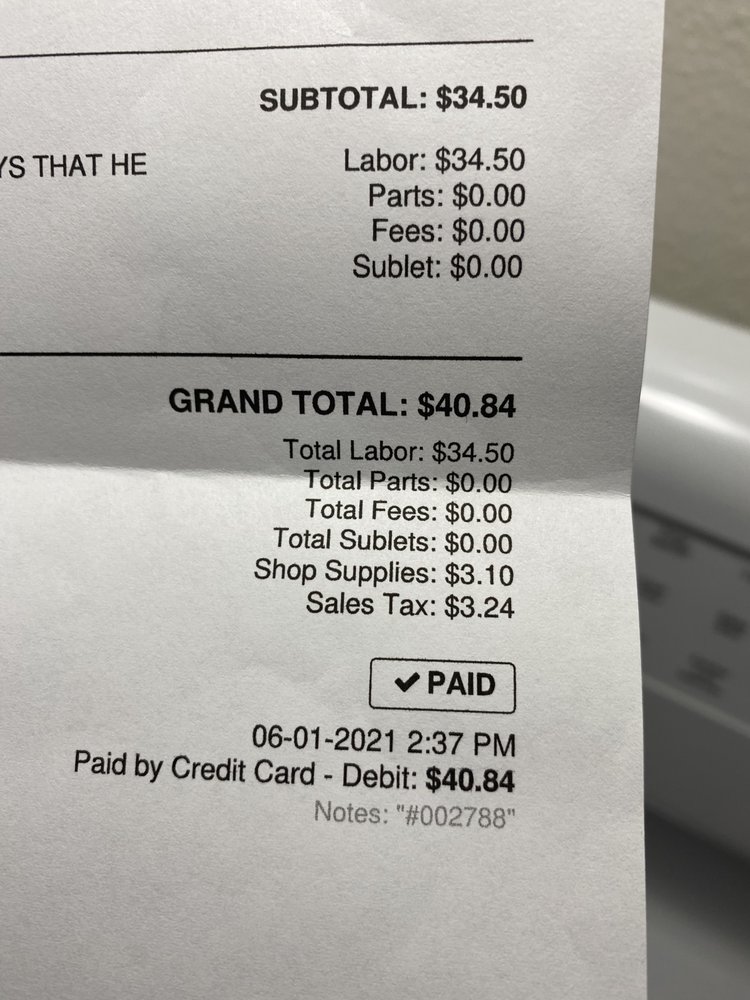 SUBTOTAL: $34.50
YS THAT HE
Labor: $34.50
Parts: $0.00
Fees: $0.00
Sublet: $0.00
GRAND TOTAL: $40.84
Total Labor: $34.50
Total Parts: $0.00
Total Fees: $0.00
Total Sublets: $0.00
Shop Supplies: $3.10
Sales Tax: $3.24
✔ PAID
06-01-2021 2:37 PM
Paid by Credit Card - Debit: $40.84
Notes: "#002788"